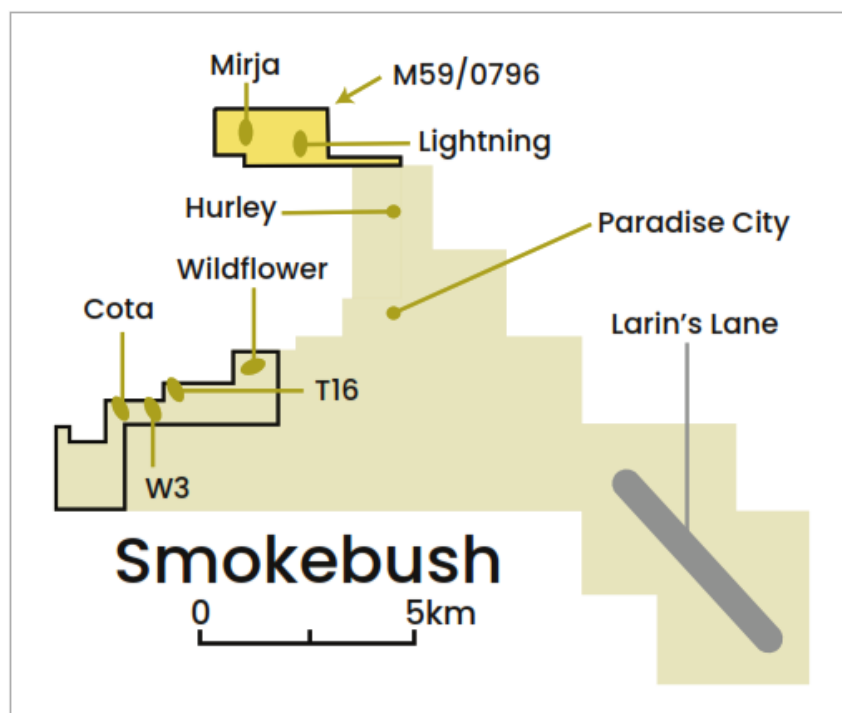 Mirja
M59/0796
Lightning
Hurley
Paradise City
Wildflower
Cota
Larin's Lane
T16
W3
Smokebush
0 5km